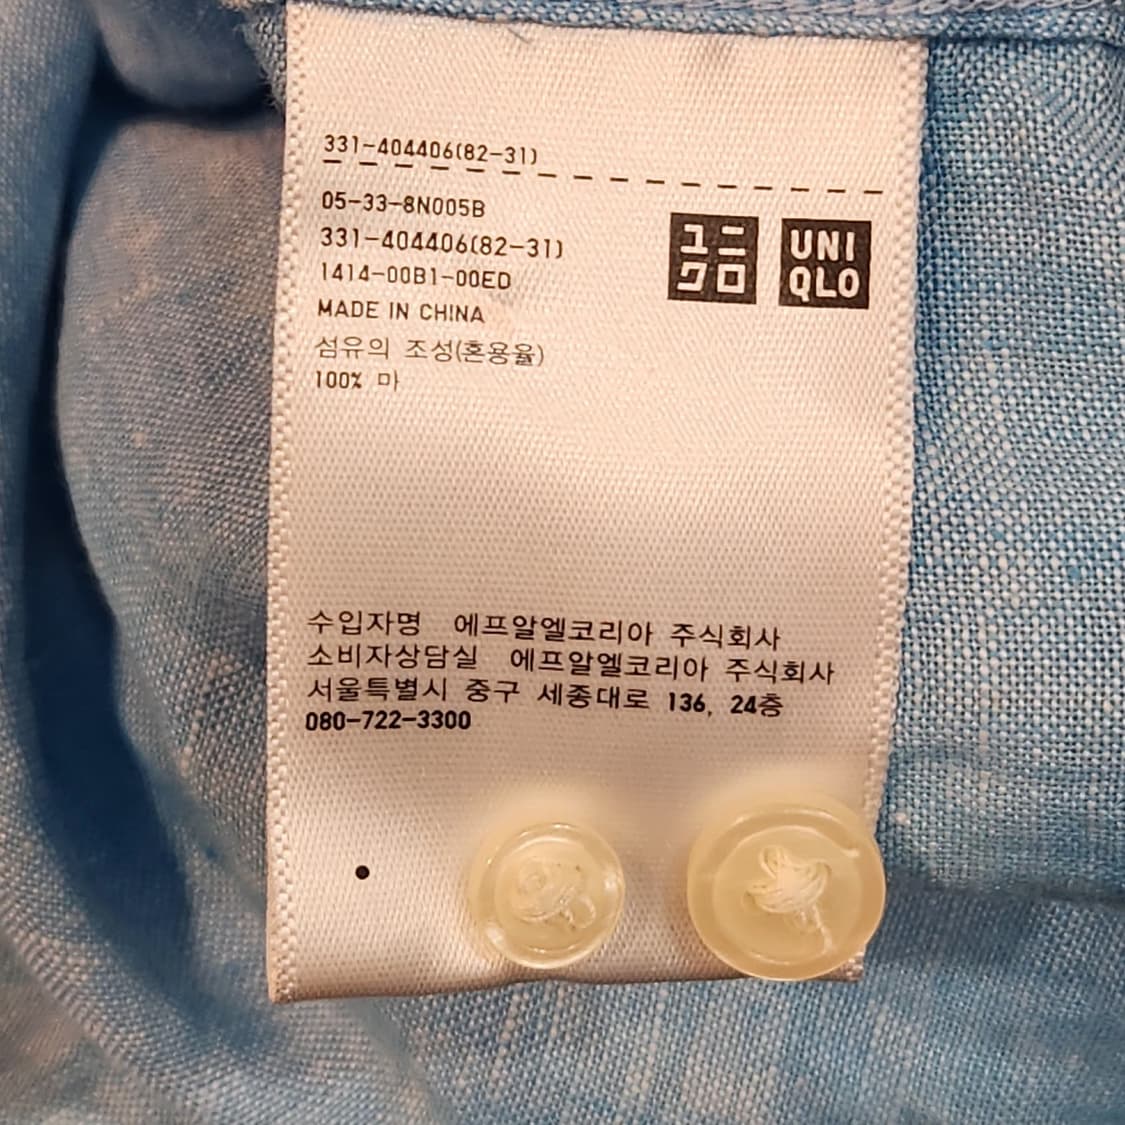 331-404406(82-31)
05-33-8N005B
331-404406(82-31)
1414-00B1-00ED
MADE IN CHINA
섬유의 조성(혼용율)
100% 마
ユニ
クロ
UNI
QLO
수입자명 에프알엘코리아 주식회사
소비자상담실 에프알엘코리아 주식회사
서울특별시 중구 세종대로 136, 24층
080-722-3300